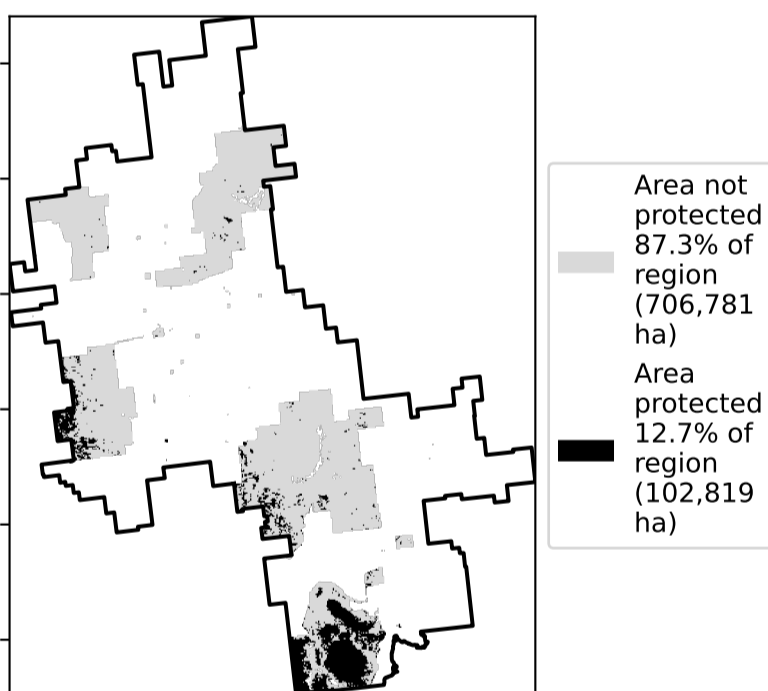 Area not
protected
87.3% of
region
(706,781
ha)
Area
protected
12.7% of
region
(102,819
ha)